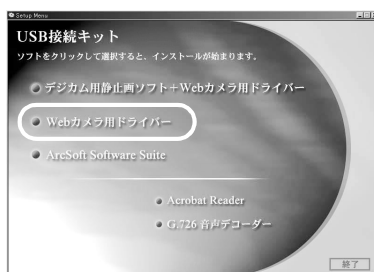 Setup Menu
USB接続キット
ソフトをクリックして選択すると、インストールが始まります。
デジカム用静止画ソフト＋Webカメラ用ドライバー
Webカメラ用ドライバー
ArcSoft Software Suite
Acrobat Reader
G.726 音声デコーダー
終了